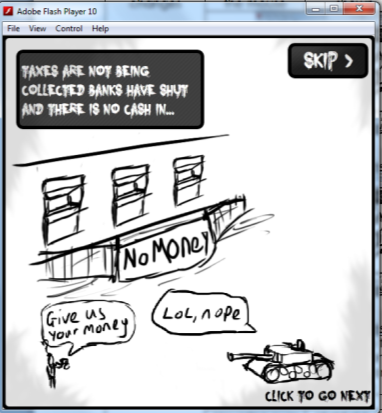 Adobe Flash Player 10
File View Control Help
TAXES ARE NOT BEING
COLLECTED BANKS HAVE SHUT
AND THERE IS NO CASH IN...
SKIP >
NO MONEY
Give us
your money
LOL, nope
CLICK TO GO NEXT